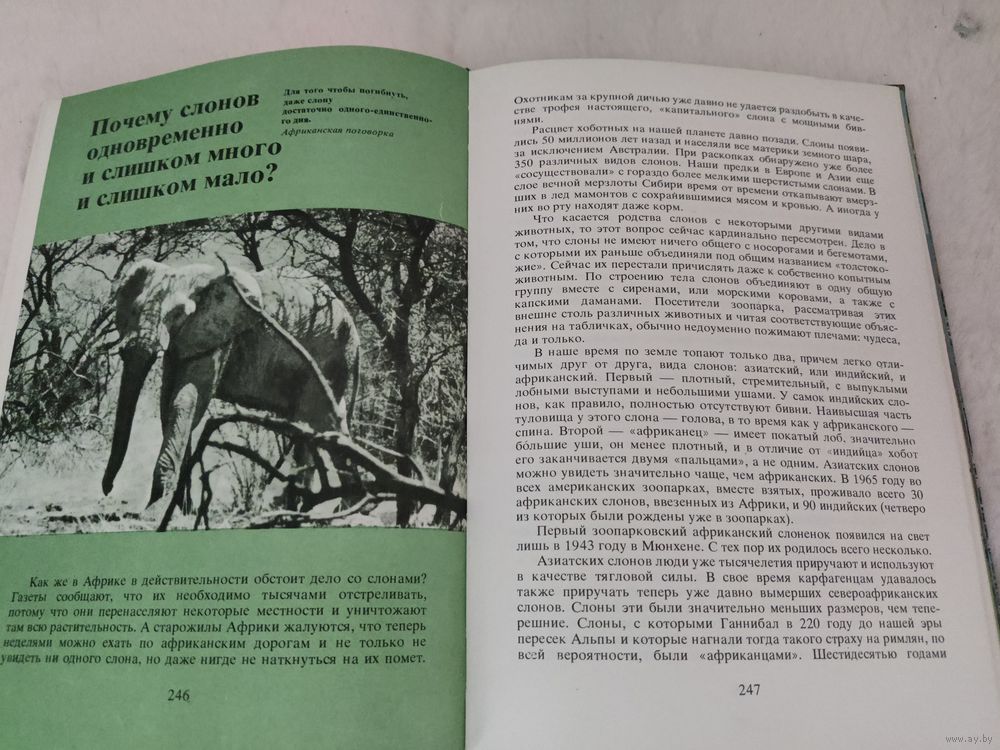 Почему слонов
одновременно
и слишком много
и слишком мало?
Для того чтобы погибнуть,
даже слону
достаточно одного-единственно-
го дня.
Африканская поговорка
Как же в Африке в действительности обстоит дело со слонами?
Газеты сообщают, что их необходимо тысячами отстреливать,
потому что они перенаселяют некоторые местности и уничтожают
там всю растительность. А старожилы Африки жалуются, что теперь
неделями можно ехать по африканским дорогам и не только не
увидеть ни одного слона, но даже нигде не наткнуться на их помет.
246
Охотникам за крупной дичью уже давно не удается раздобыть в каче-
стве трофея настоящего, «капитального» слона с мощными бив-
нями.
Расцвет хоботных на нашей планете давно позади. Слоны появи-
лись 50 миллионов лет назад и населяли все материки земного шара,
за исключением Австралии. При раскопках обнаружено уже более
350 различных видов слонов. Наши предки в Европе и Азии еще
«сосуществовали» с гораздо более мелкими шерстистыми слонами. В
слое вечной мерзлоты Сибири время от времени откапывают вмерз-
ших в лед мамонтов с сохранившимися мясом и кровью. А иногда у
них во рту находят даже корм.
Что касается родства слонов с некоторыми другими видами
животных, то этот вопрос сейчас кардинально пересмотрен. Дело в
том, что слоны не имеют ничего общего с носорогами и бегемотами,
с которыми их раньше объединяли под общим названием «толстоко-
жие». Сейчас их перестали причислять даже к собственно копытным
животным. По строению тела слонов объединяют в одну общую
группу вместе с сиренами, или морскими коровами, а также с
капскими даманами. Посетители зоопарка, рассматривая этих
внешне столь различных животных и читая соответствующие объяс-
нения на табличках, обычно недоуменно пожимают плечами: чудеса,
да и только.
В наше время по земле топают только два, причем легко отли-
чимых друг от друга, вида слонов: азиатский, или индийский, и
африканский. Первый — плотный, стремительный, с выпуклыми
лобными выступами и небольшими ушами. У самок индийских сло-
нов, как правило, полностью отсутствуют бивни. Наивысшая часть
туловища у этого слона — голова, в то время как у африканского —
спина. Второй — «африканец» — имеет покатый лоб, значительно
бо́льшие уши, он менее плотный, и в отличие от «индийца» хобот
его заканчивается двумя «пальцами», а не одним. Азиатских слонов
можно увидеть значительно чаще, чем африканских. В 1965 году во
всех американских зоопарках, вместе взятых, проживало всего 30
африканских слонов, ввезенных из Африки, и 90 индийских (четверо
из которых были рождены уже в зоопарках).
Первый зоопарковский африканский слоненок появился на свет
лишь в 1943 году в Мюнхене. С тех пор их родилось всего несколько.
Азиатских слонов люди уже тысячелетия приручают и используют
в качестве тягловой силы. В свое время карфагенцам удавалось
также приручать теперь уже давно вымерших североафриканских
слонов. Слоны эти были значительно меньших размеров, чем тепе-
решние. Слоны, с которыми Ганнибал в 220 году до нашей эры
пересек Альпы и которые нагнали тогда такого страху на римлян, по
всей вероятности, были «африканцами». Шестидесятью годами
247
www.ay.by